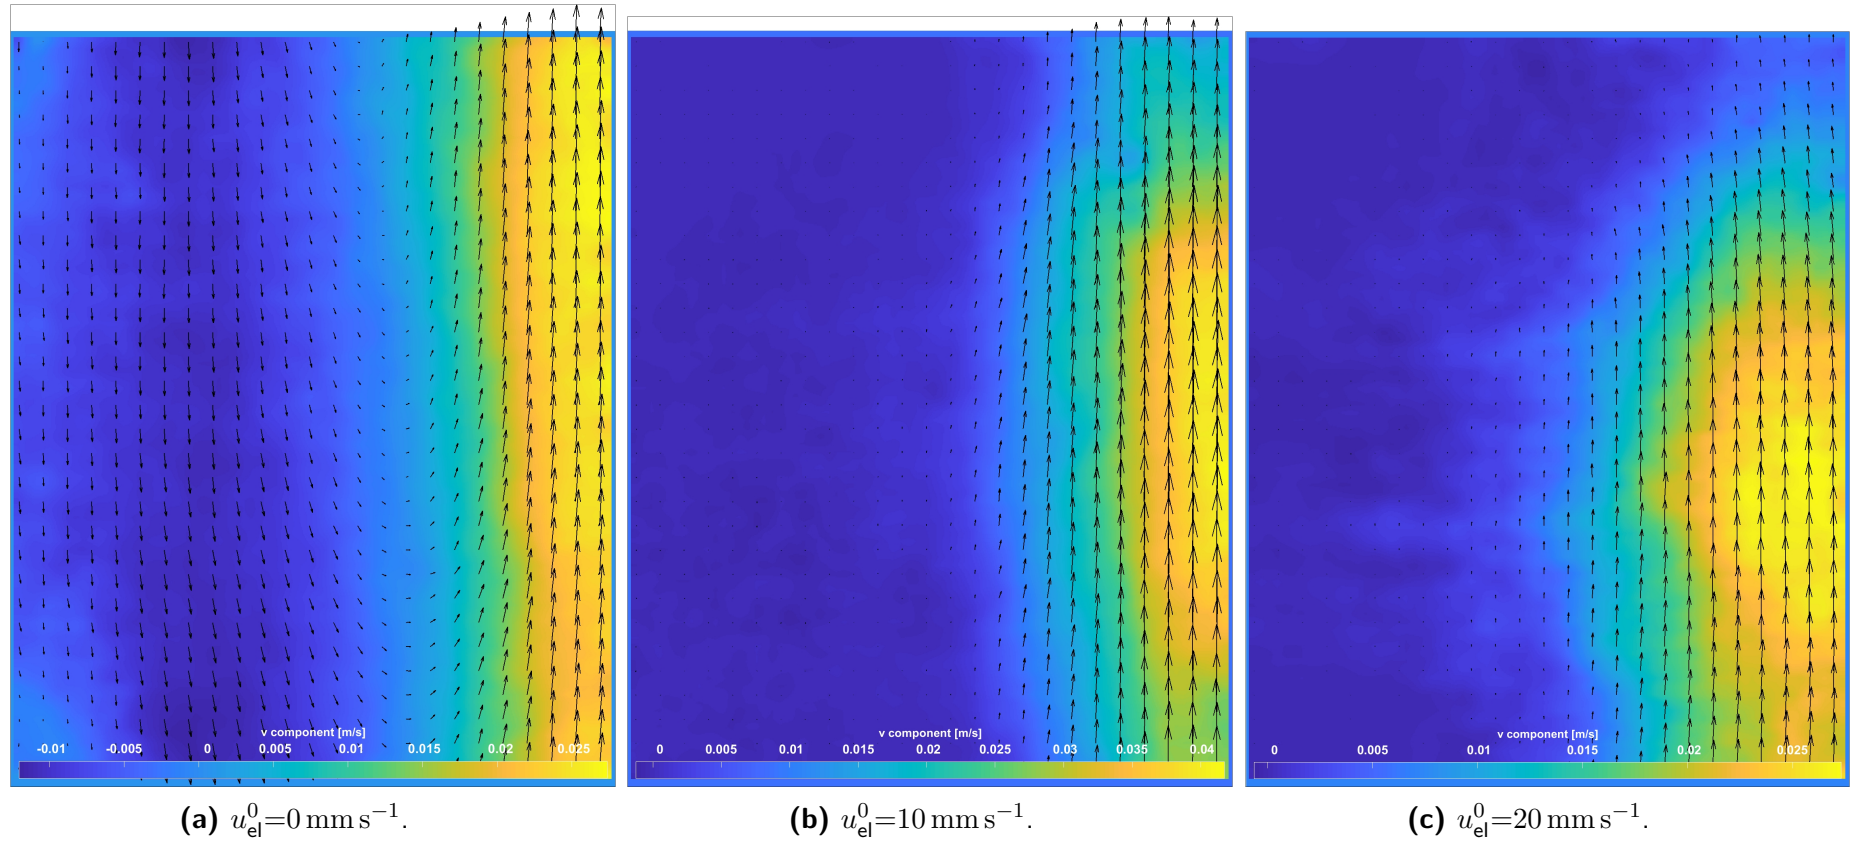 v component [m/s]
-0.01 -0.005 0 0.005 0.01 0.015 0.02 0.025
v component [m/s]
0 0.005 0.01 0.015 0.02 0.025 0.03 0.035 0.04
v component [m/s]
0 0.005 0.01 0.015 0.02 0.025
(a) u⁰el=0 mm s⁻¹.
(b) u⁰el=10 mm s⁻¹.
(c) u⁰el=20 mm s⁻¹.